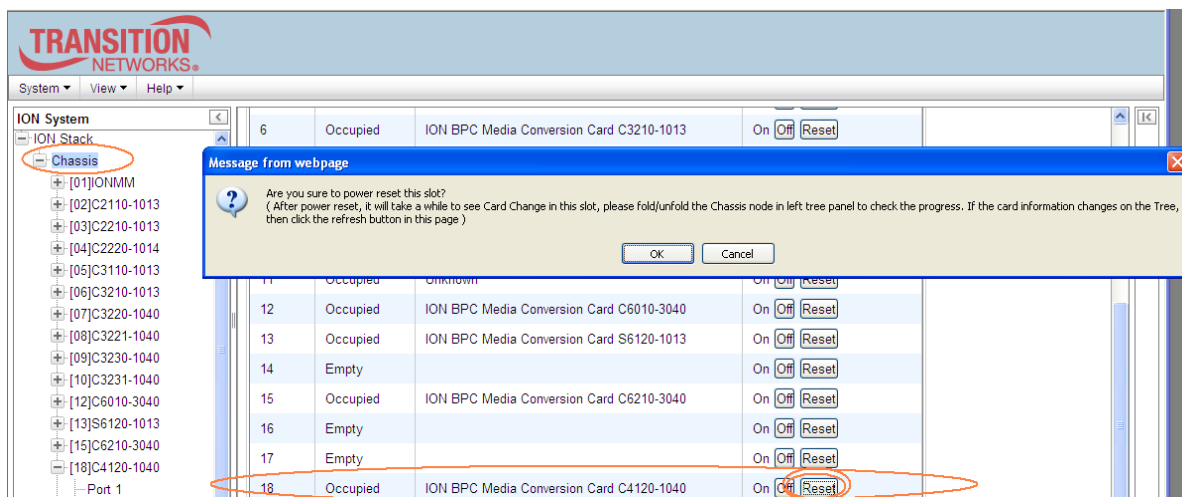 TRANSITION
NETWORKS®
System View Help
ION System
ION Stack
Chassis
[01]IONMM
[02]C2110-1013
[03]C2210-1013
[04]C2220-1014
[05]C3110-1013
[06]C3210-1013
[07]C3220-1040
[08]C3221-1040
[09]C3230-1040
[10]C3231-1040
[12]C6010-3040
[13]S6120-1013
[15]C6210-3040
[18]C4120-1040
Port 1
6 Occupied ION BPC Media Conversion Card C3210-1013 On Off Reset
Message from webpage
Are you sure to power reset this slot?
( After power reset, it will take a while to see Card Change in this slot, please fold/unfold the Chassis node in left tree panel to check the progress. If the card information changes on the Tree,
then click the refresh button in this page )
OK Cancel
11 Occupied Unknown On Off Reset
12 Occupied ION BPC Media Conversion Card C6010-3040 On Off Reset
13 Occupied ION BPC Media Conversion Card S6120-1013 On Off Reset
14 Empty On Off Reset
15 Occupied ION BPC Media Conversion Card C6210-3040 On Off Reset
16 Empty On Off Reset
17 Empty On Off Reset
18 Occupied ION BPC Media Conversion Card C4120-1040 On Off Reset